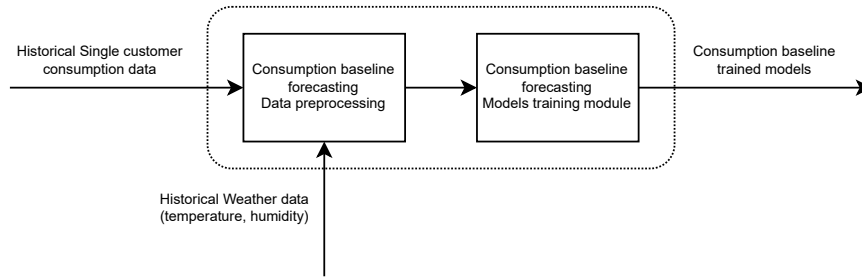 Historical Single customer
consumption data
Consumption baseline
forecasting
Data preprocessing
Consumption baseline
forecasting
Models training module
Consumption baseline
trained models
Historical Weather data
(temperature, humidity)